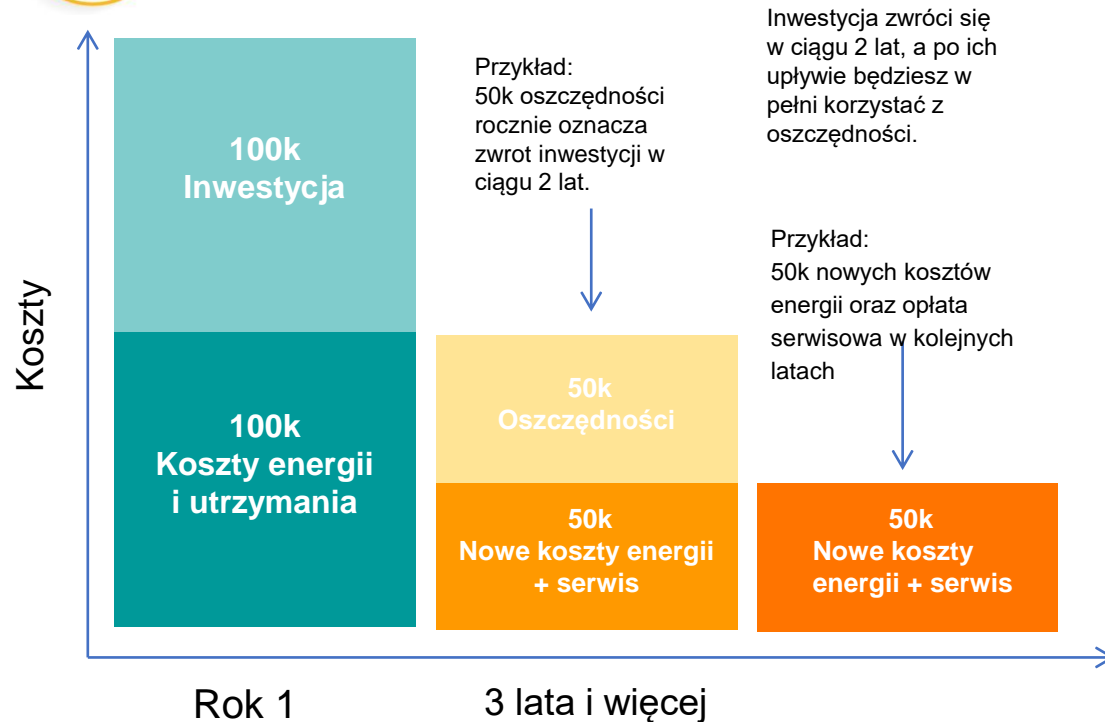 Koszty
100k
Inwestycja
100k
Koszty energii
i utrzymania
Przykład:
50k oszczędności
rocznie oznacza
zwrot inwestycji w
ciągu 2 lat.
50k
Oszczędności
50k
Nowe koszty energii
+ serwis
Inwestycja zwróci się
w ciągu 2 lat, a po ich
upływie będziesz w
pełni korzystać z
oszczędności.
Przykład:
50k nowych kosztów
energii oraz opłata
serwisowa w kolejnych
latach
50k
Nowe koszty
energii + serwis
Rok 1
3 lata i więcej